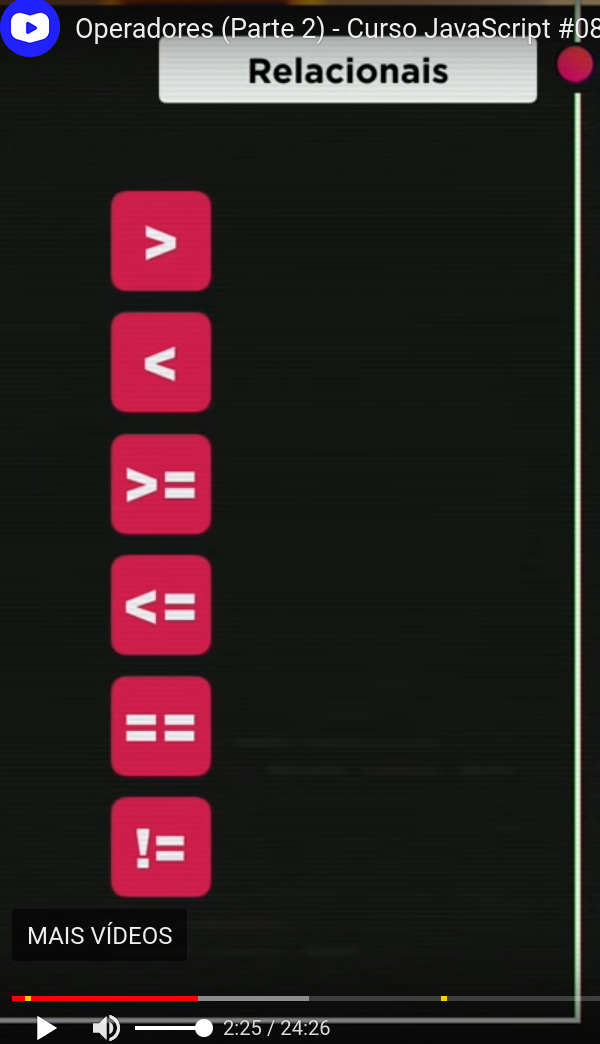 Operadores (Parte 2) - Curso JavaScript #08
Relacionais
>
<
>=
<=
==
!=
MAIS VÍDEOS
2:25 / 24:26